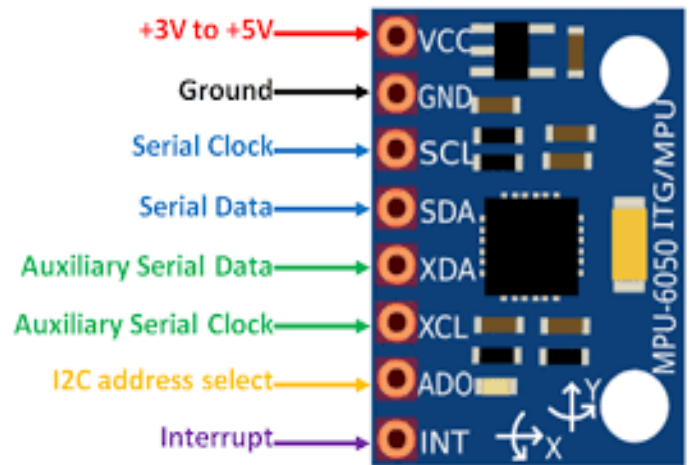 +3V to +5V
VCC
Ground
GND
Serial Clock
SCL
Serial Data
SDA
Auxiliary Serial Data
XDA
Auxiliary Serial Clock
XCL
I2C address select
ADO
Interrupt
INT
MPU-6050 ITG/MPU
Y
X